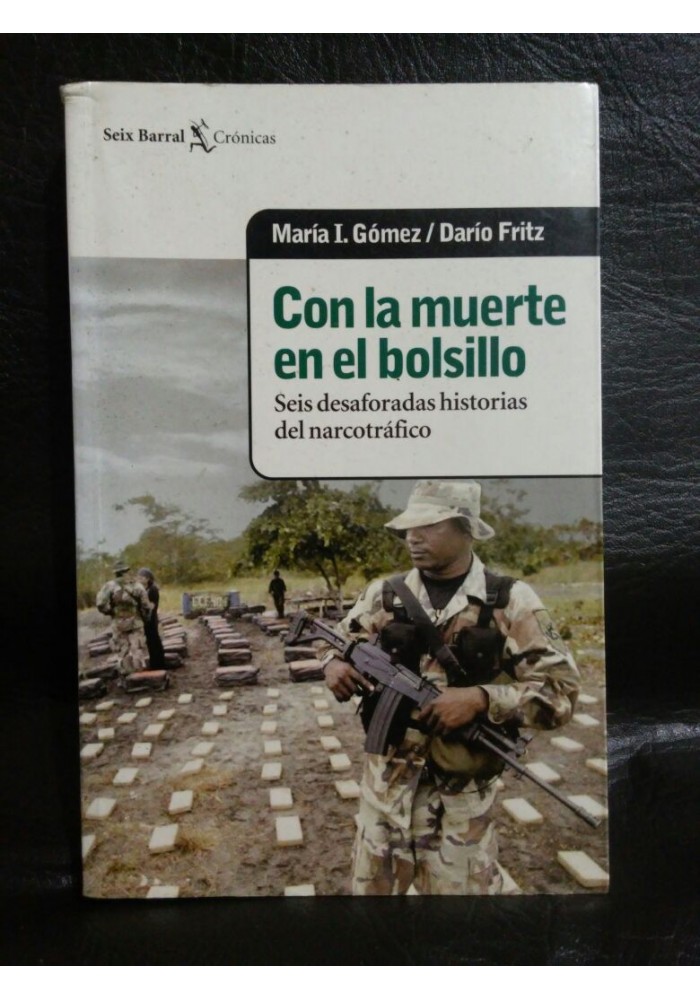 Seix Barral Crónicas
María I. Gómez / Darío Fritz
Con la muerte
en el bolsillo
Seis desaforadas historias
del narcotráfico